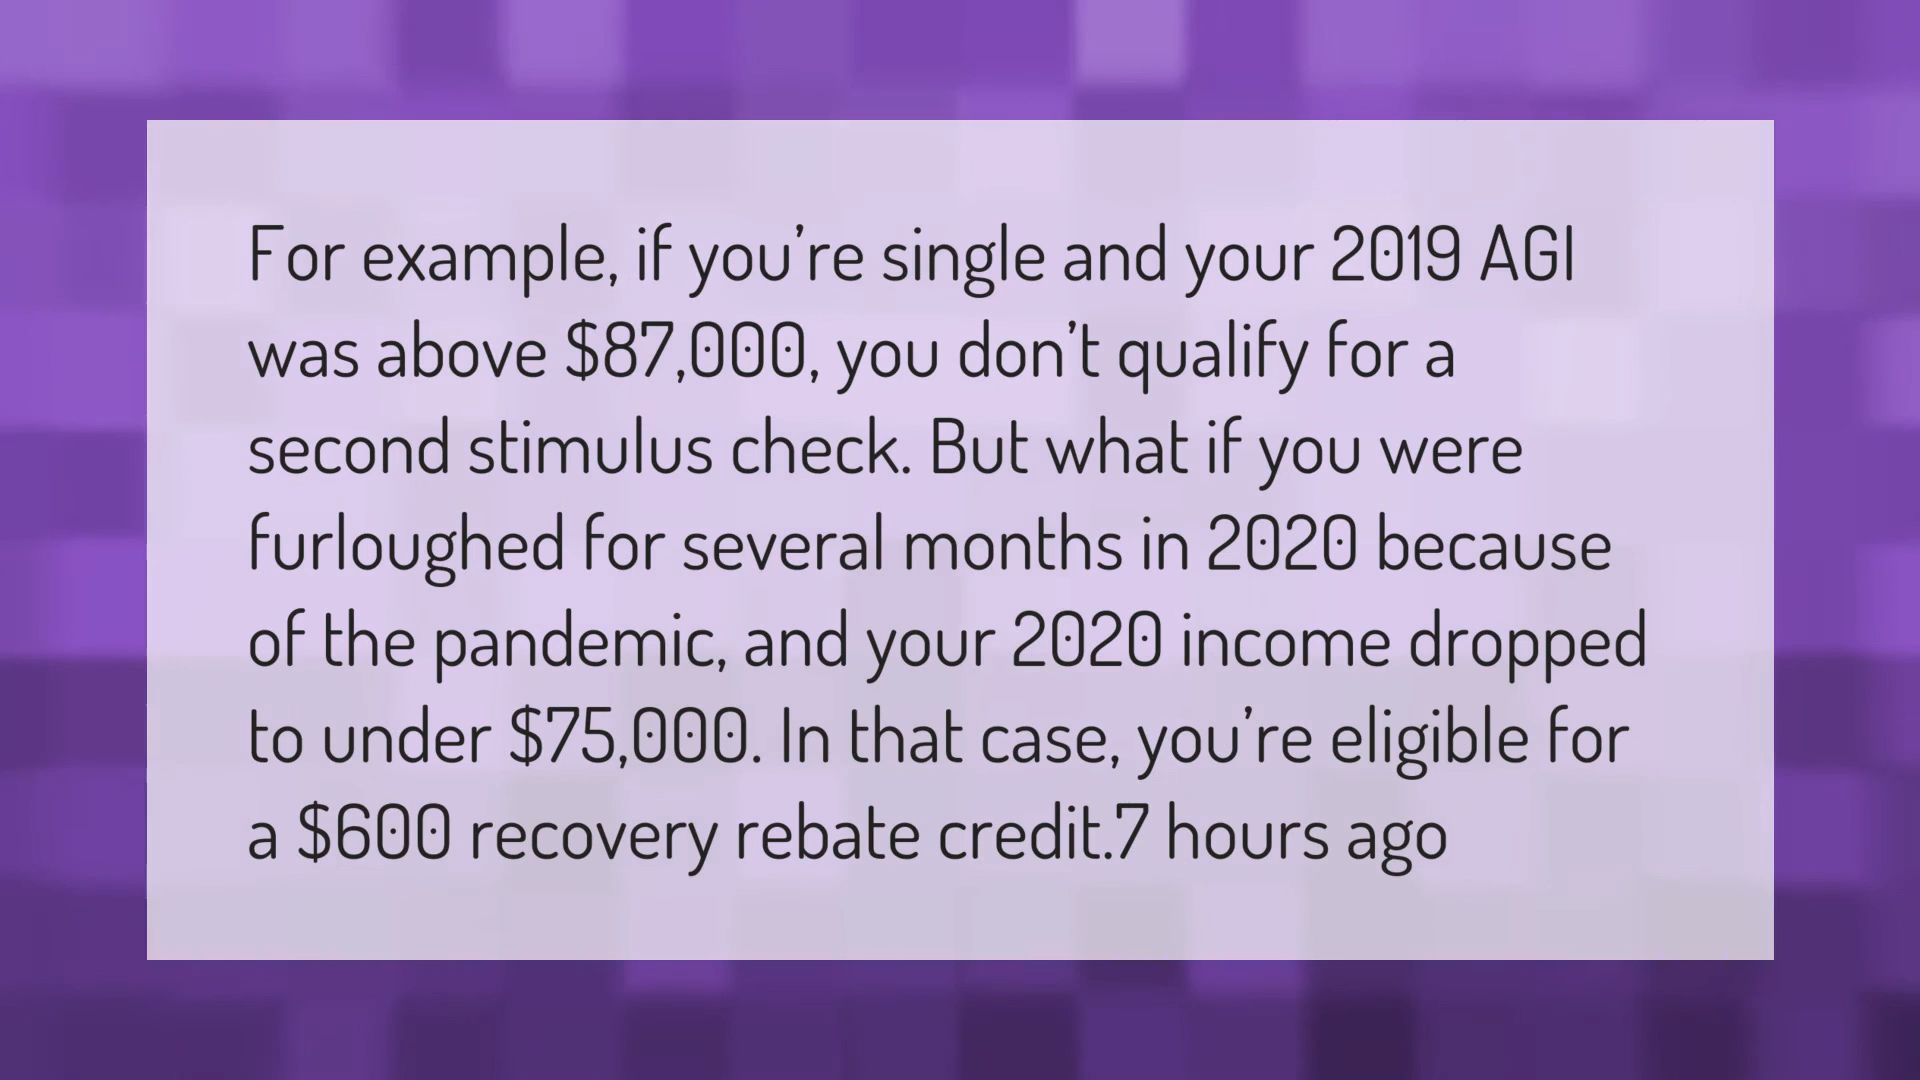 For example, if you're single and your 2019 AGI
was above $87,000, you don't qualify for a
second stimulus check. But what if you were
furloughed for several months in 2020 because
of the pandemic, and your 2020 income dropped
to under $75,000. In that case, you're eligible for
a $600 recovery rebate credit.7 hours ago